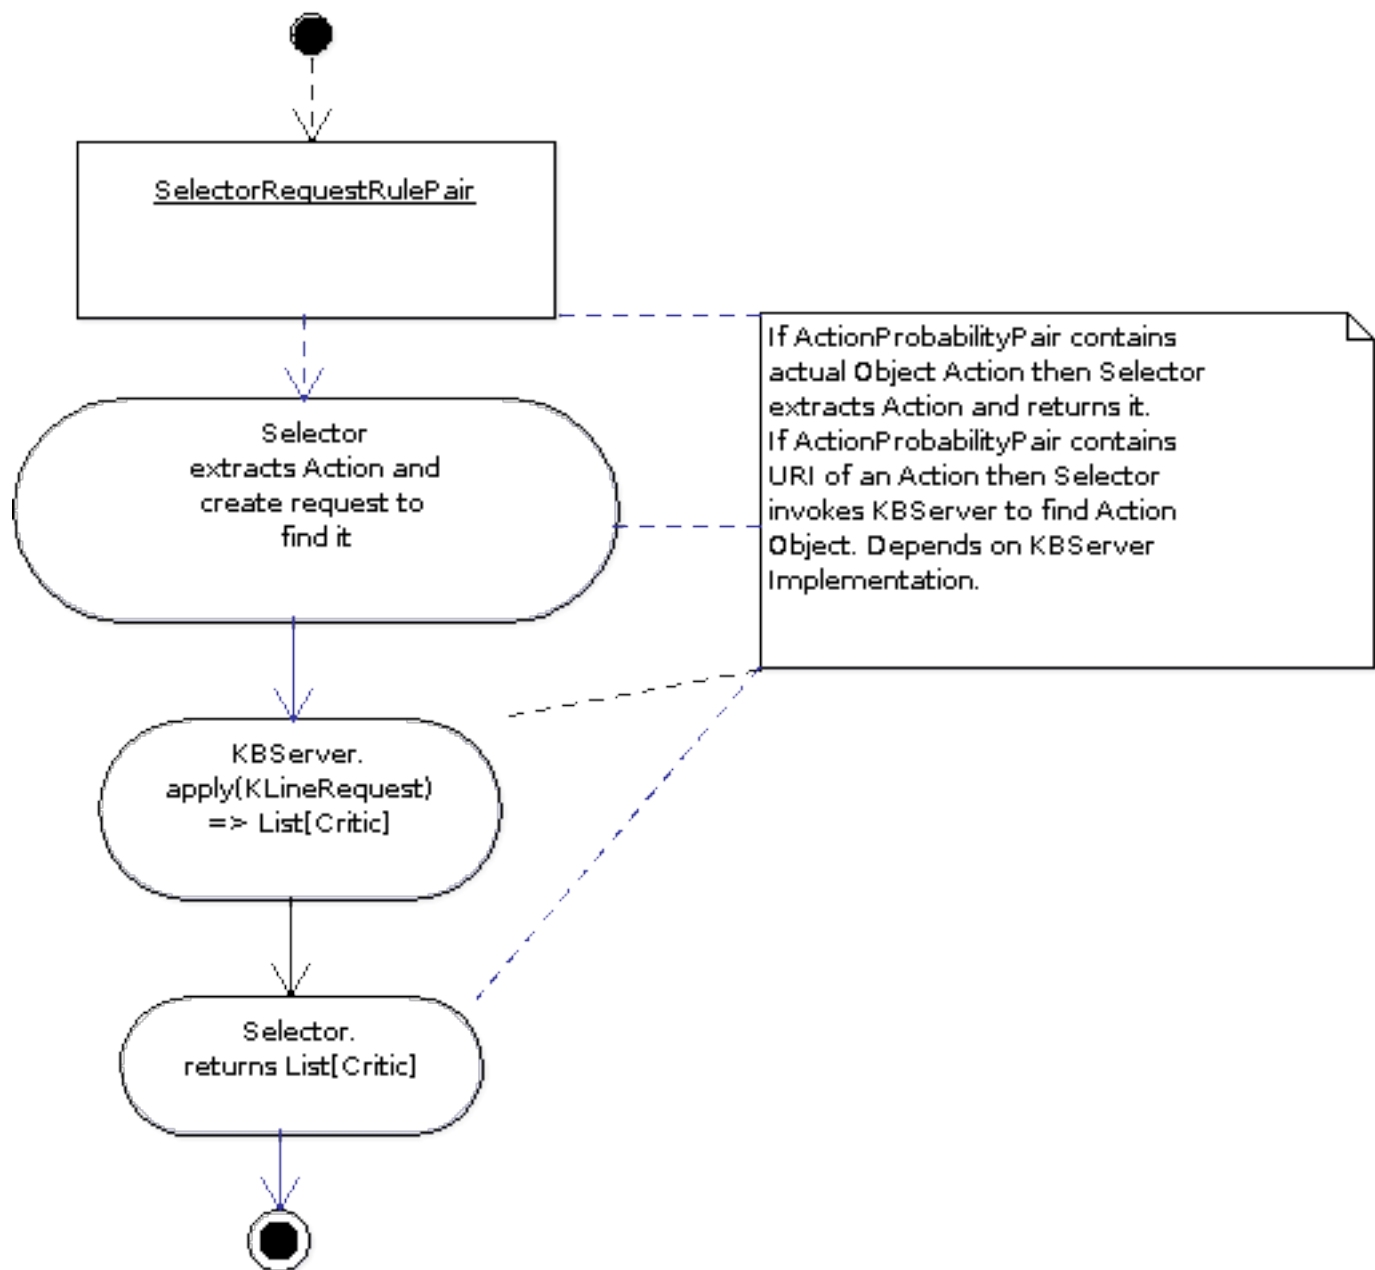 SelectorRequestRulePair
If ActionProbabilityPair contains
actual Object Action then Selector
extracts Action and returns it.
If ActionProbabilityPair contains
URI of an Action then Selector
invokes KBServer to find Action
Object. Depends on KBServer
Implementation.
Selector
extracts Action and
create request to
find it
KBServer.
apply(KLineRequest)
=> List[Critic]
Selector.
returns List[Critic]